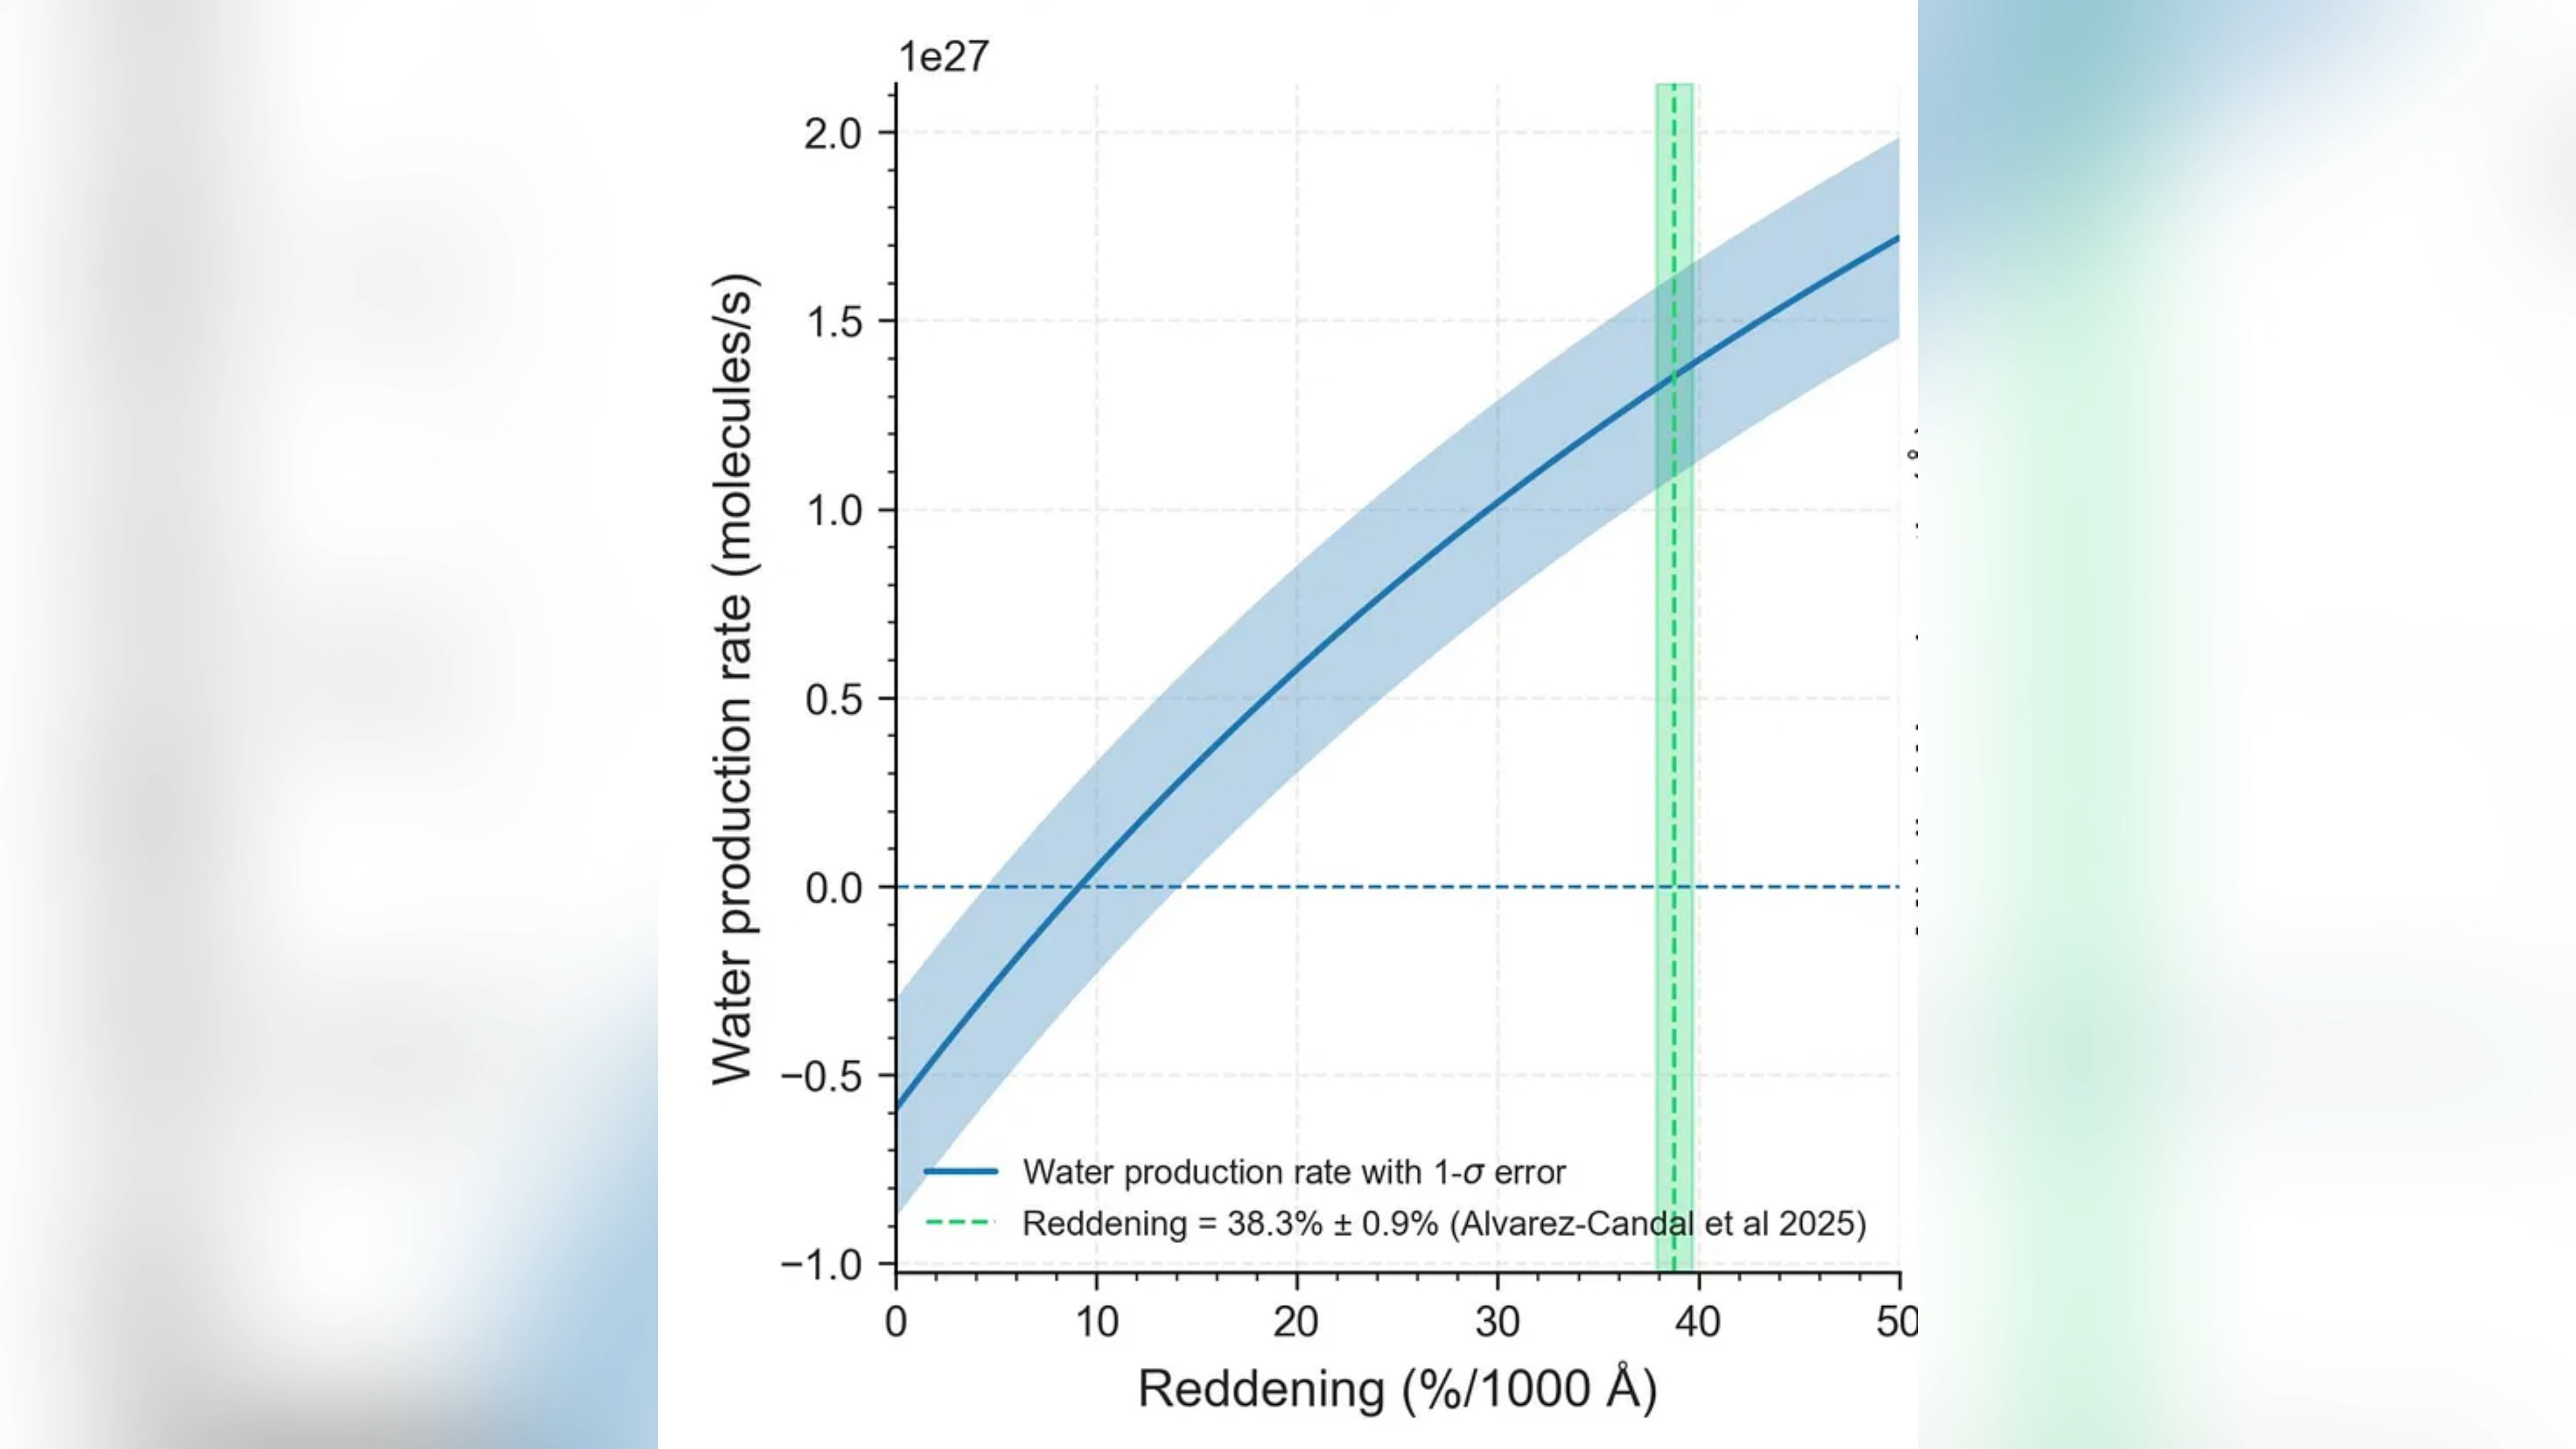 1e27
2.0
1.5
1.0
0.5
0.0
−0.5
−1.0
Water production rate (molecules/s)
Water production rate with 1-σ error
Reddening = 38.3% ± 0.9% (Alvarez-Candal et al 2025)
0 10 20 30 40 50
Reddening (%/1000 Å)